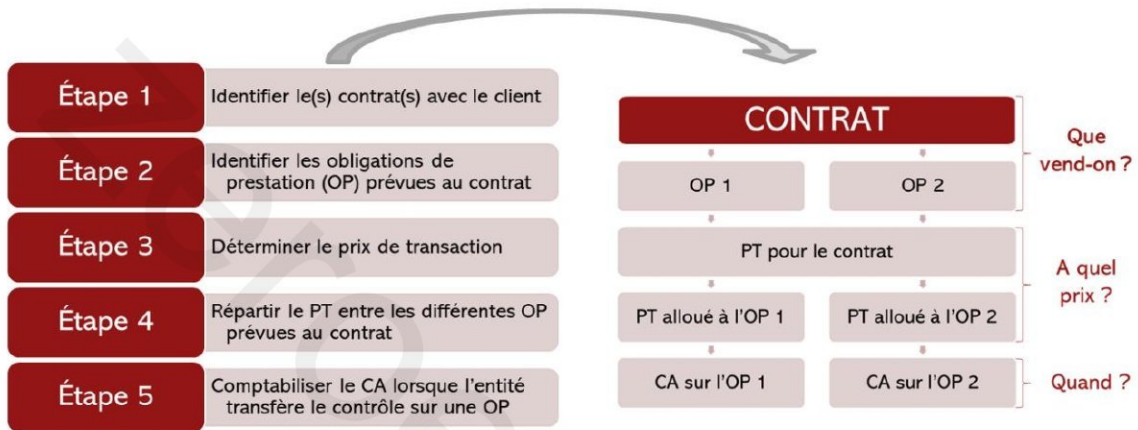 Étape 1
Identifier le(s) contrat(s) avec le client
Étape 2
Identifier les obligations de
prestation (OP) prévues au contrat
Étape 3
Déterminer le prix de transaction
Étape 4
Répartir le PT entre les différentes OP
prévues au contrat
Étape 5
Comptabiliser le CA lorsque l'entité
transfère le contrôle sur une OP
CONTRAT
OP 1
OP 2
Que
vend-on ?
PT pour le contrat
PT alloué à l'OP 1
PT alloué à l'OP 2
A quel
prix ?
CA sur l'OP 1
CA sur l'OP 2
Quand ?